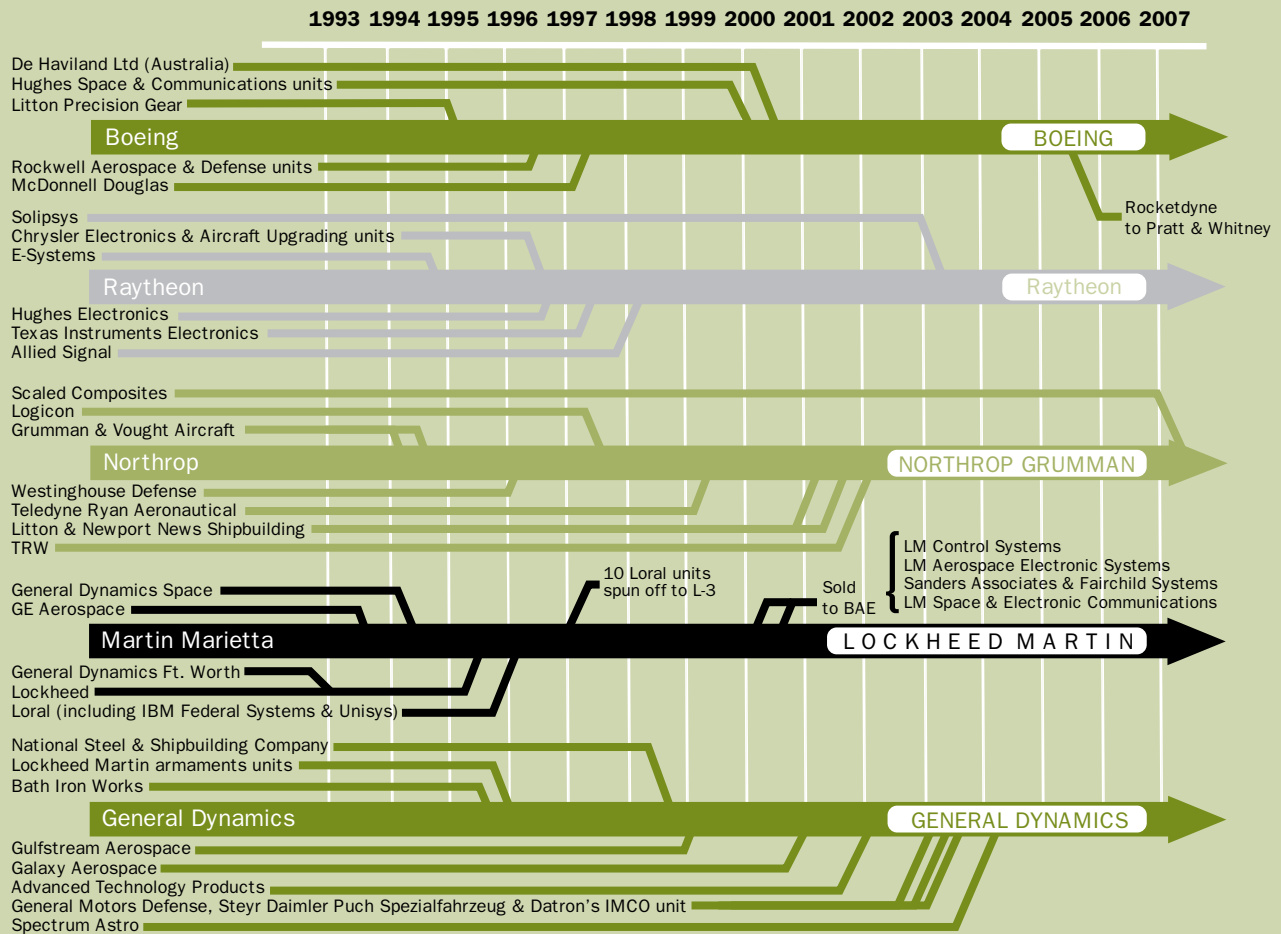 1993 1994 1995 1996 1997 1998 1999 2000 2001 2002 2003 2004 2005 2006 2007
De Haviland Ltd (Australia)
Hughes Space & Communications units
Litton Precision Gear
Boeing
BOEING
Rockwell Aerospace & Defense units
McDonnell Douglas
Rocketdyne
to Pratt & Whitney
Solipsys
Chrysler Electronics & Aircraft Upgrading units
E-Systems
Raytheon
Raytheon
Hughes Electronics
Texas Instruments Electronics
Allied Signal
Scaled Composites
Logicon
Grumman & Vought Aircraft
Northrop
NORTHROP GRUMMAN
Westinghouse Defense
Teledyne Ryan Aeronautical
Litton & Newport News Shipbuilding
TRW
General Dynamics Space
GE Aerospace
10 Loral units
spun off to L-3
Sold
to BAE
LM Control Systems
LM Aerospace Electronic Systems
Sanders Associates & Fairchild Systems
LM Space & Electronic Communications
Martin Marietta
LOCKHEED MARTIN
General Dynamics Ft. Worth
Lockheed
Loral (including IBM Federal Systems & Unisys)
National Steel & Shipbuilding Company
Lockheed Martin armaments units
Bath Iron Works
General Dynamics
GENERAL DYNAMICS
Gulfstream Aerospace
Galaxy Aerospace
Advanced Technology Products
General Motors Defense, Steyr Daimler Puch Spezialfahrzeug & Datron's IMCO unit
Spectrum Astro